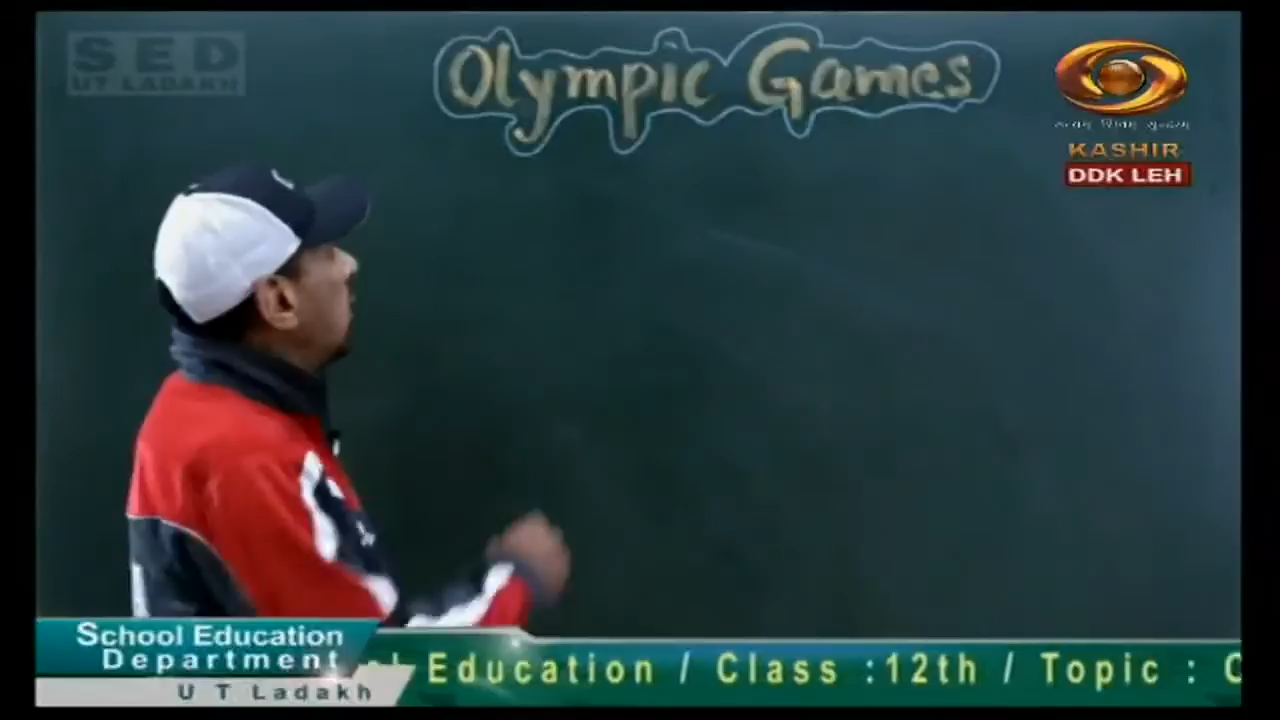 SED
UT LADAKH
Olympic Games
KASHIR
DDK LEH
School Education
Department
U T Ladakh
Education / Class :12th / Topic :